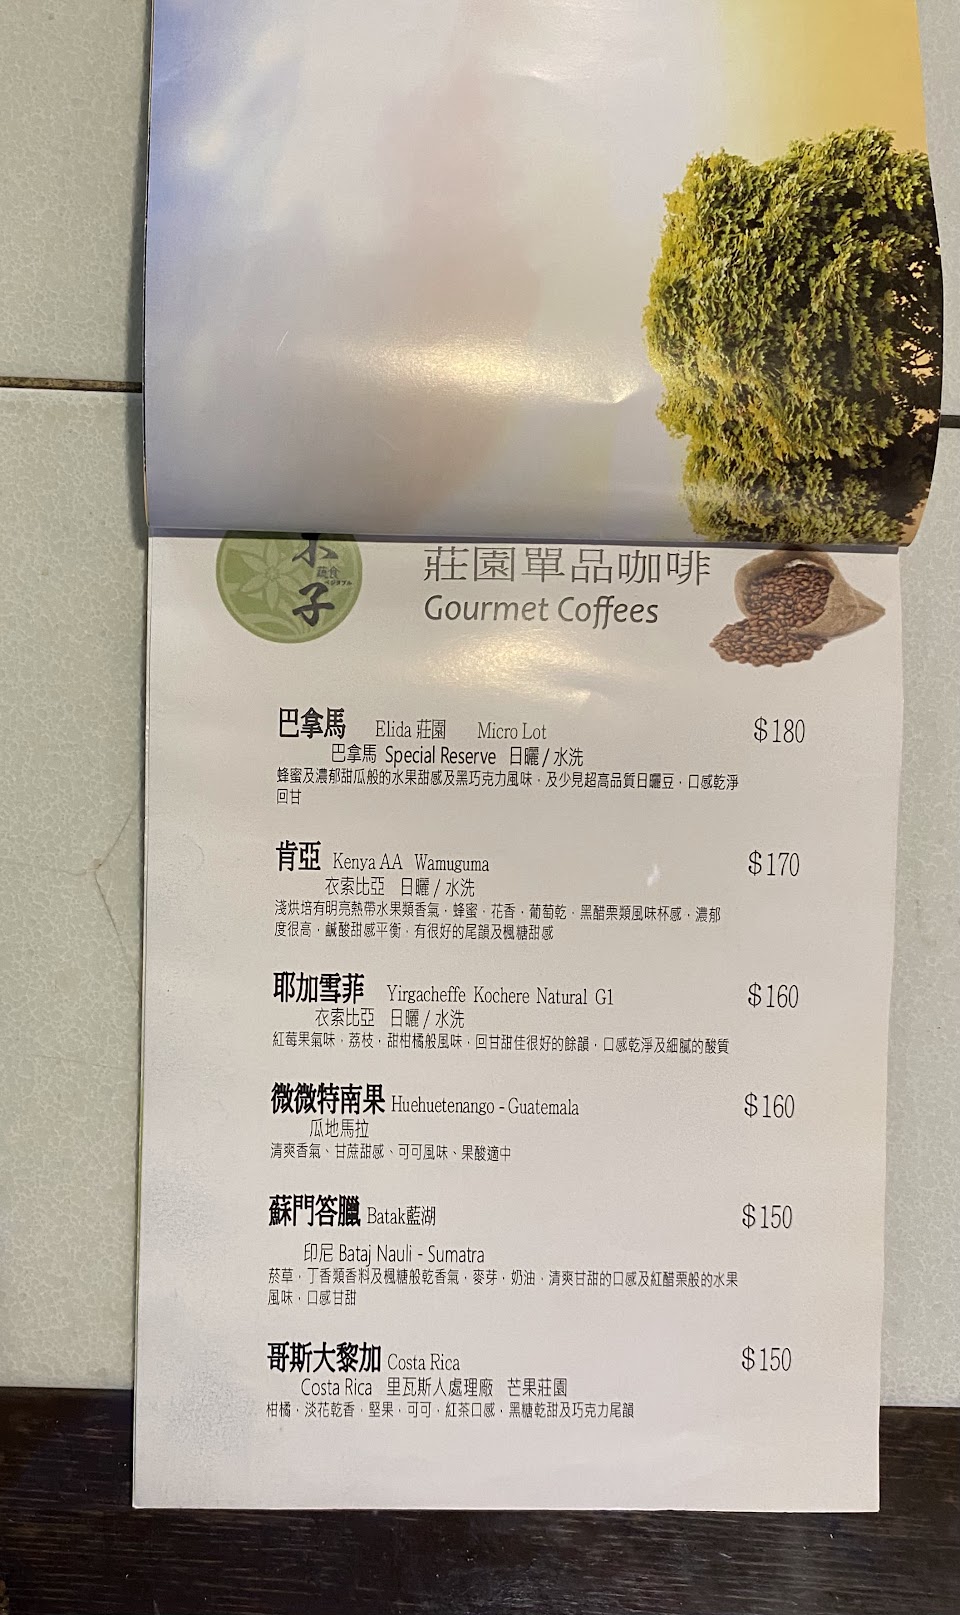 蔬食
ベジタブル
子
莊園單品咖啡
Gourmet Coffees
巴拿馬 Elida 莊園 Micro Lot $180
巴拿馬 Special Reserve 日曬 / 水洗
蜂蜜及濃郁甜瓜般的水果甜感及黑巧克力風味，及少見超高品質日曬豆，口感乾淨
回甘
肯亞 Kenya AA Wamuguma $170
衣索比亞 日曬 / 水洗
淺烘培有明亮熱帶水果類香氣，蜂蜜，花香，葡萄乾，黑醋栗類風味杯感，濃郁
度很高，鹹酸甜感平衡，有很好的尾韻及楓糖甜感
耶加雪菲 Yirgacheffe Kochere Natural G1 $160
衣索比亞 日曬 / 水洗
紅莓果氣味，荔枝，甜柑橘般風味，回甘甜佳很好的餘韻，口感乾淨及細膩的酸質
微微特南果 Huehuetenango - Guatemala $160
瓜地馬拉
清爽香氣、甘蔗甜感、可可風味、果酸適中
蘇門答臘 Batak藍湖 $150
印尼 Bataj Nauli - Sumatra
菸草，丁香類香料及楓糖般乾香氣，麥芽，奶油，清爽甘甜的口感及紅醋栗般的水果
風味，口感甘甜
哥斯大黎加 Costa Rica $150
Costa Rica 里瓦斯人處理廠 芒果莊園
柑橘，淡花乾香，堅果，可可，紅茶口感，黑糖乾甜及巧克力尾韻